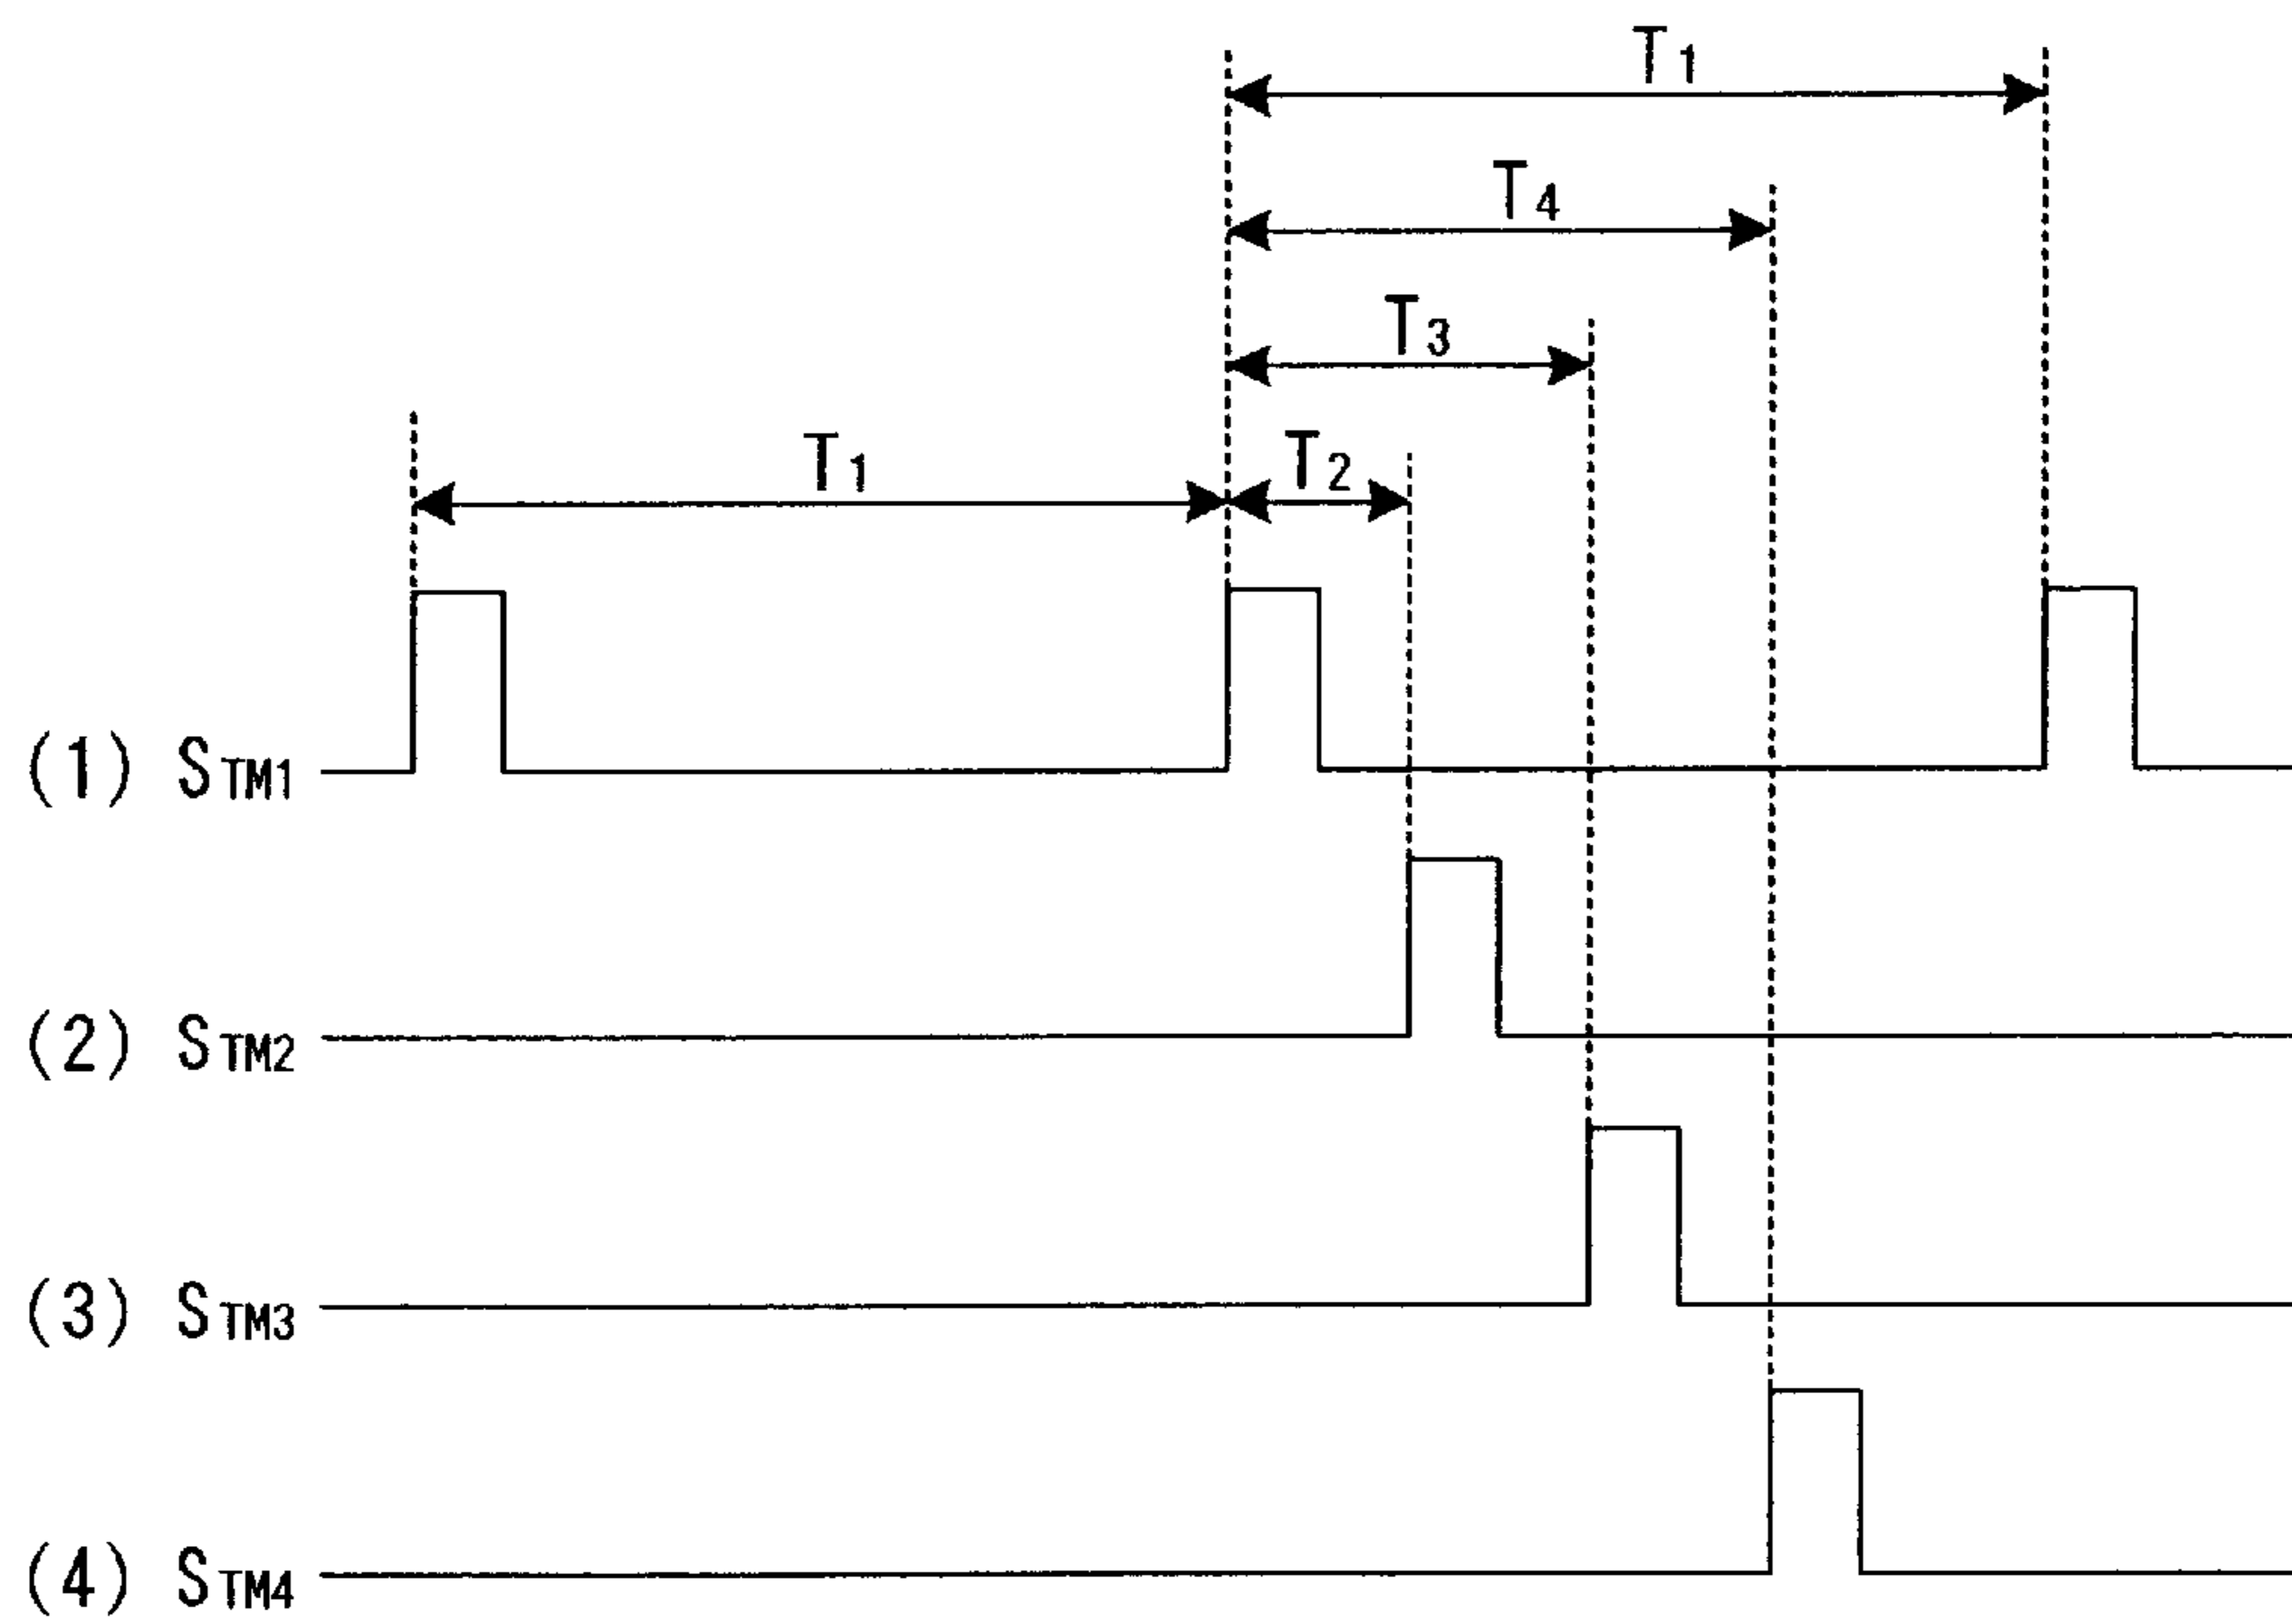 T1
T4
T3
T1 T2
(1) STM1
(2) STM2
(3) STM3
(4) STM4